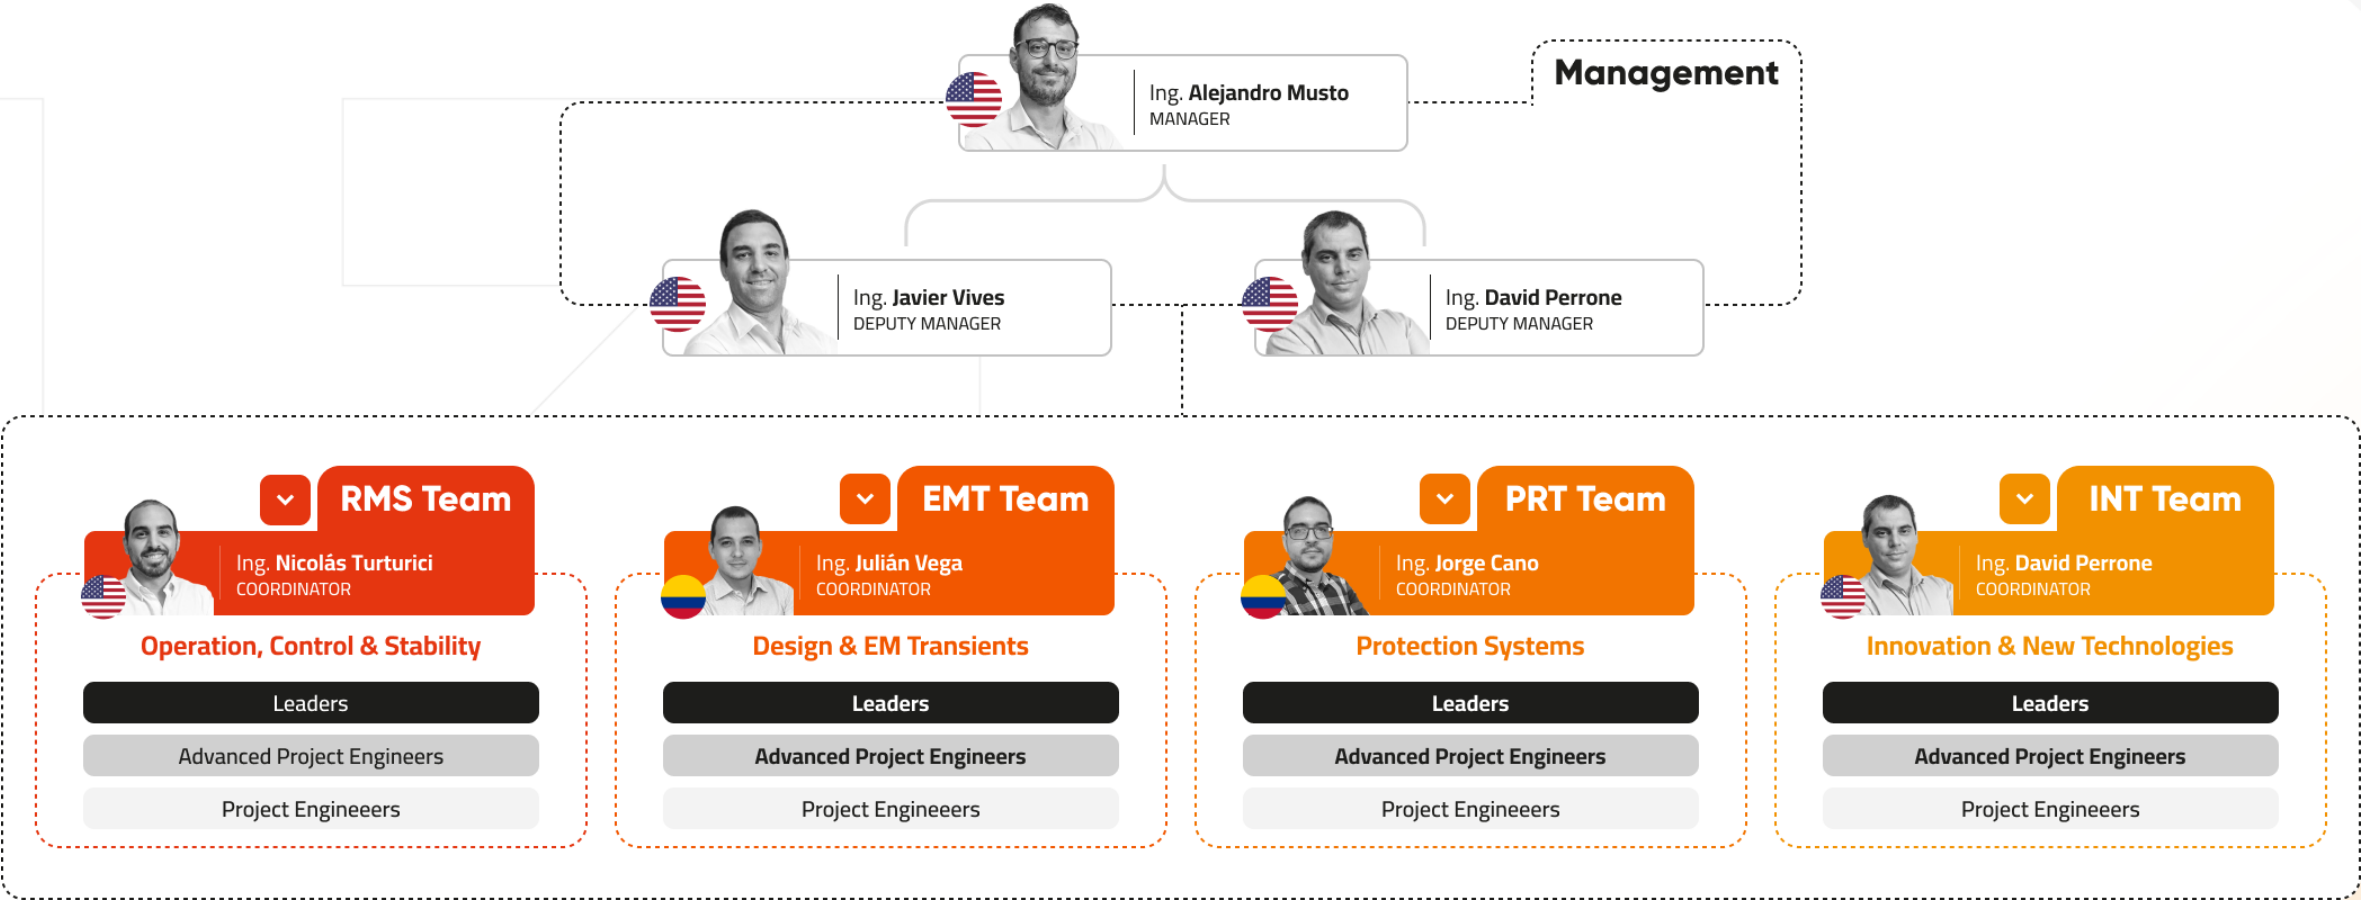 Management
Ing. Alejandro Musto
MANAGER
Ing. Javier Vives
DEPUTY MANAGER
Ing. David Perrone
DEPUTY MANAGER
RMS Team
Ing. Nicolás Turturici
COORDINATOR
Operation, Control & Stability
Leaders
Advanced Project Engineers
Project Engineeers
EMT Team
Ing. Julián Vega
COORDINATOR
Design & EM Transients
Leaders
Advanced Project Engineers
Project Engineeers
PRT Team
Ing. Jorge Cano
COORDINATOR
Protection Systems
Leaders
Advanced Project Engineers
Project Engineeers
INT Team
Ing. David Perrone
COORDINATOR
Innovation & New Technologies
Leaders
Advanced Project Engineers
Project Engineeers